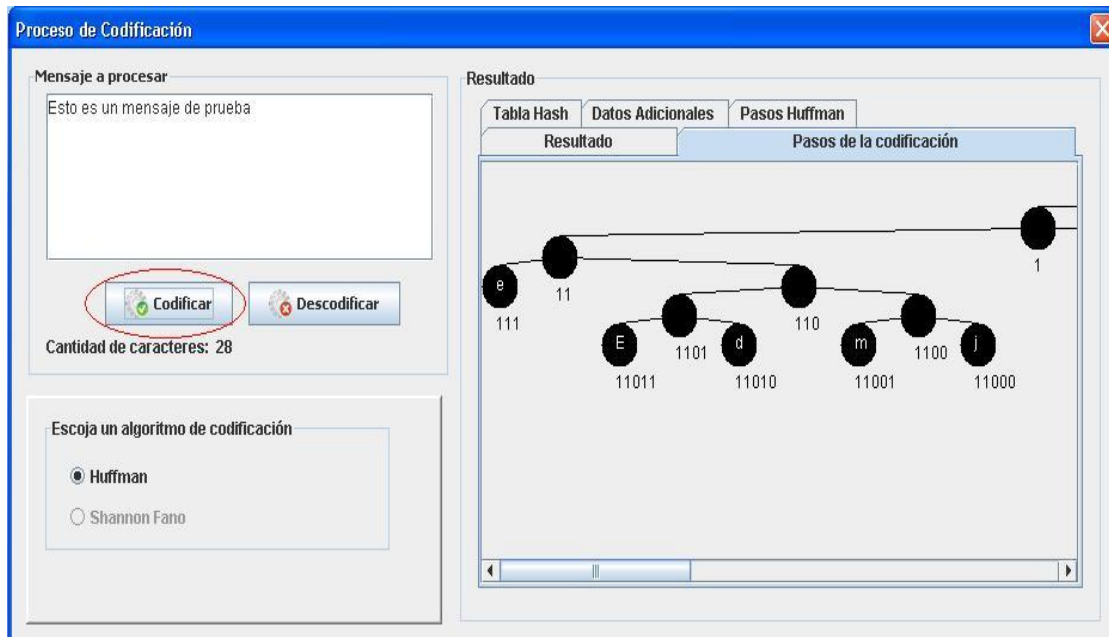 Proceso de Codificación
Mensaje a procesar
Esto es un mensaje de prueba
Codificar
Descodificar
Cantidad de caracteres: 28
Escoja un algoritmo de codificación
Huffman
Shannon Fano
Resultado
Tabla Hash
Datos Adicionales
Pasos Huffman
Resultado
Pasos de la codificación
1
e
11
111
110
E
1101
d
m
1100
j
11011
11010
11001
11000